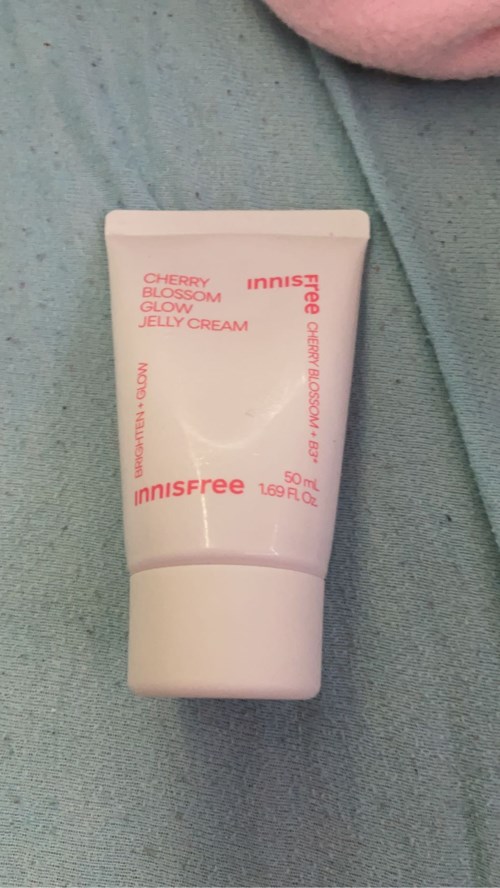 CHERRY
BLOSSOM
GLOW
JELLY CREAM
INNISFree
CHERRY BLOSSOM + B3*
BRIGHTEN + GLOW
INNISFree
50 mL
1.69 FL. Oz.